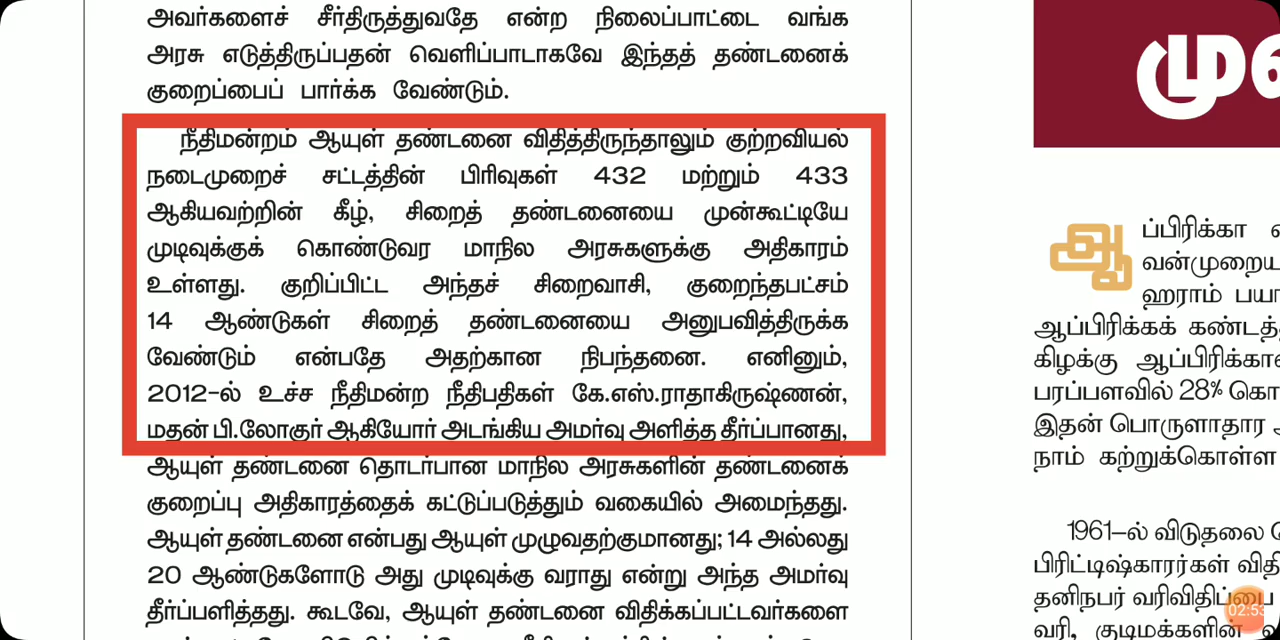 அவர்களைச் சீர்திருத்துவதே என்ற நிலைப்பாட்டை வங்க
அரசு எடுத்திருப்பதன் வெளிப்பாடாகவே இந்தத் தண்டனைக்
குறைப்பைப் பார்க்க வேண்டும்.
நீதிமன்றம் ஆயுள் தண்டனை விதித்திருந்தாலும் குற்றவியல்
நடைமுறைச் சட்டத்தின் பிரிவுகள் 432 மற்றும் 433
ஆகியவற்றின் கீழ், சிறைத் தண்டனையை முன்கூட்டியே
முடிவுக்குக் கொண்டுவர மாநில அரசுகளுக்கு அதிகாரம்
உள்ளது. குறிப்பிட்ட அந்தச் சிறைவாசி, குறைந்தபட்சம்
14 ஆண்டுகள் சிறைத் தண்டனையை அனுபவித்திருக்க
வேண்டும் என்பதே அதற்கான நிபந்தனை. எனினும்,
2012-ல் உச்ச நீதிமன்ற நீதிபதிகள் கே.எஸ்.ராதாகிருஷ்ணன்,
மதன் பி.லோகுர் ஆகியோர் அடங்கிய அமர்வு அளித்த தீர்ப்பானது,
ஆயுள் தண்டனை தொடர்பான மாநில அரசுகளின் தண்டனைக்
குறைப்பு அதிகாரத்தைக் கட்டுப்படுத்தும் வகையில் அமைந்தது.
ஆயுள் தண்டனை என்பது ஆயுள் முழுவதற்குமானது; 14 அல்லது
20 ஆண்டுகளோடு அது முடிவுக்கு வராது என்று அந்த அமர்வு
தீர்ப்பளித்தது. கூடவே, ஆயுள் தண்டனை விதிக்கப்பட்டவர்களை
ஆப்பிரிக்கா
வன்முறைய
ஹராம் பயா
ஆப்பிரிக்கக் கண்டத்
கிழக்கு ஆப்பிரிக்கா
பரப்பளவில் 28% கொ
இதன் பொருளாதார
நாம் கற்றுக்கொள்ள
1961-ல் விடுதலை
பிரிட்டிஷ்காரர்கள் விதி
தனிநபர் வரிவிதிப்பை
வரி, குடிமக்களின்